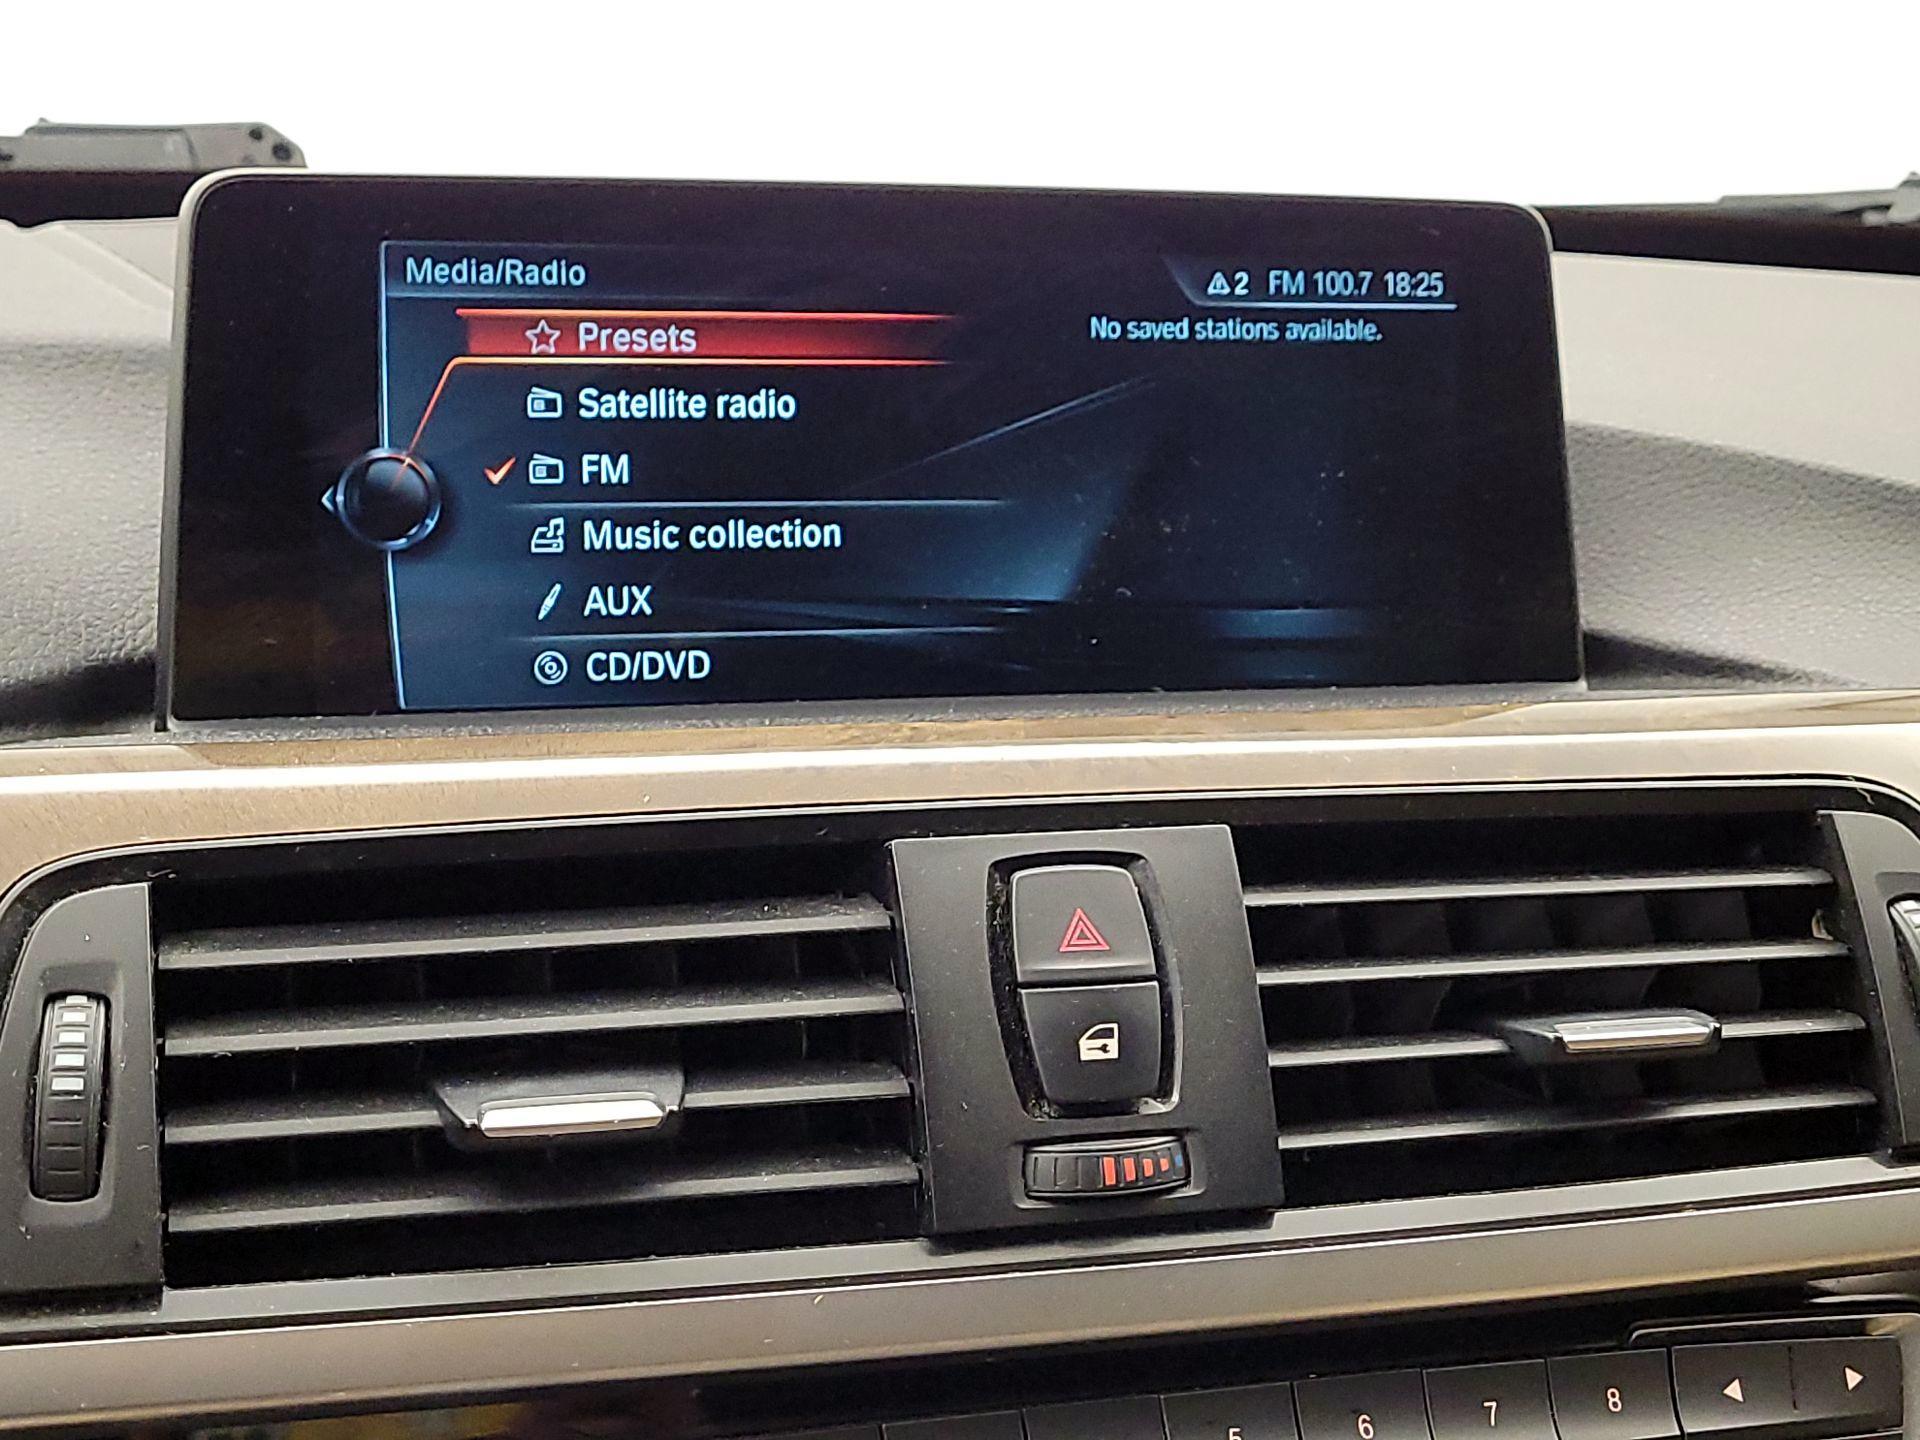 Media/Radio
2 FM 100.7 18:25
Presets
No saved stations available.
Satellite radio
FM
Music collection
AUX
CD/DVD
5 6 7 8